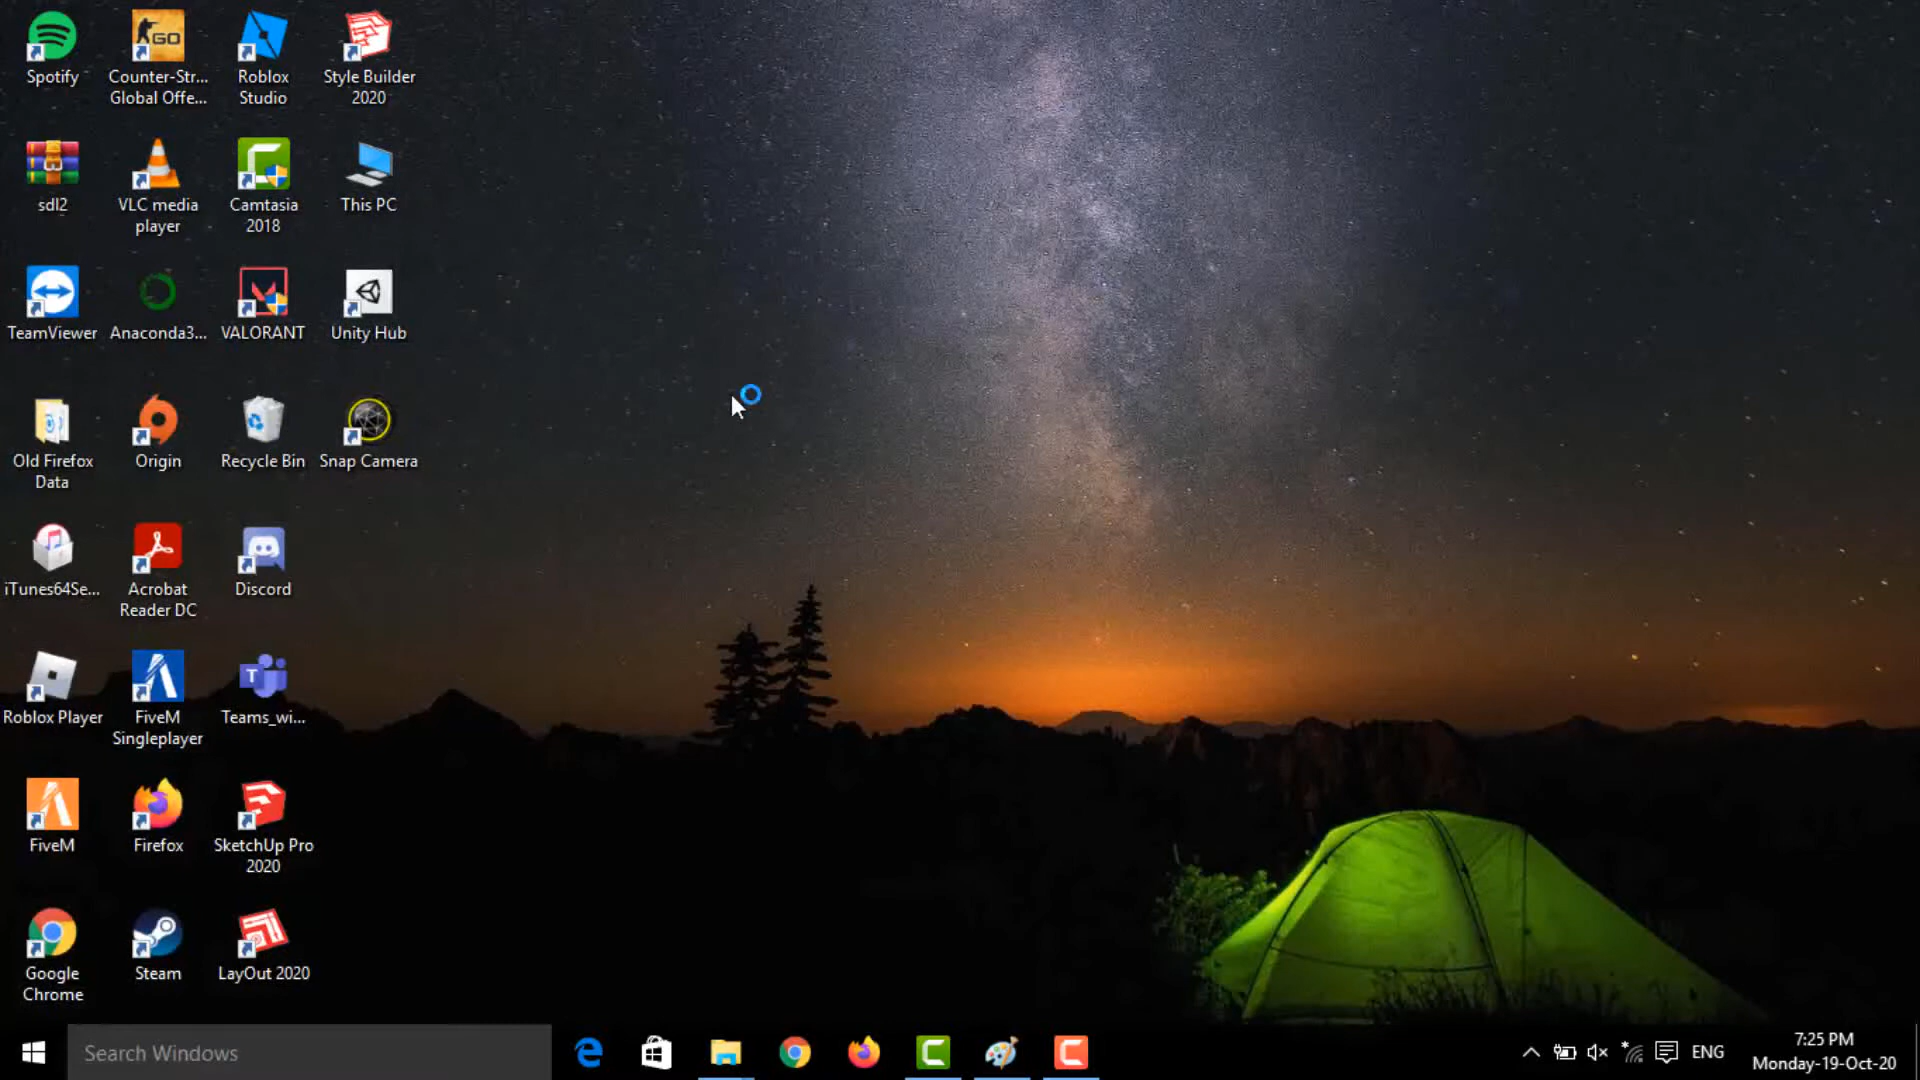 Spotify
Counter-Str...
Global Offe...
Roblox
Studio
Style Builder
2020
sdl2
VLC media
player
Camtasia
2018
This PC
TeamViewer
Anaconda3...
VALORANT
Unity Hub
Old Firefox
Data
Origin
Recycle Bin
Snap Camera
iTunes64Se...
Acrobat
Reader DC
Discord
Roblox Player
FiveM
Singleplayer
Teams_wi...
FiveM
Firefox
SketchUp Pro
2020
Google
Chrome
Steam
LayOut 2020
Search Windows
ENG
7:25 PM
Monday-19-Oct-20
GO
T